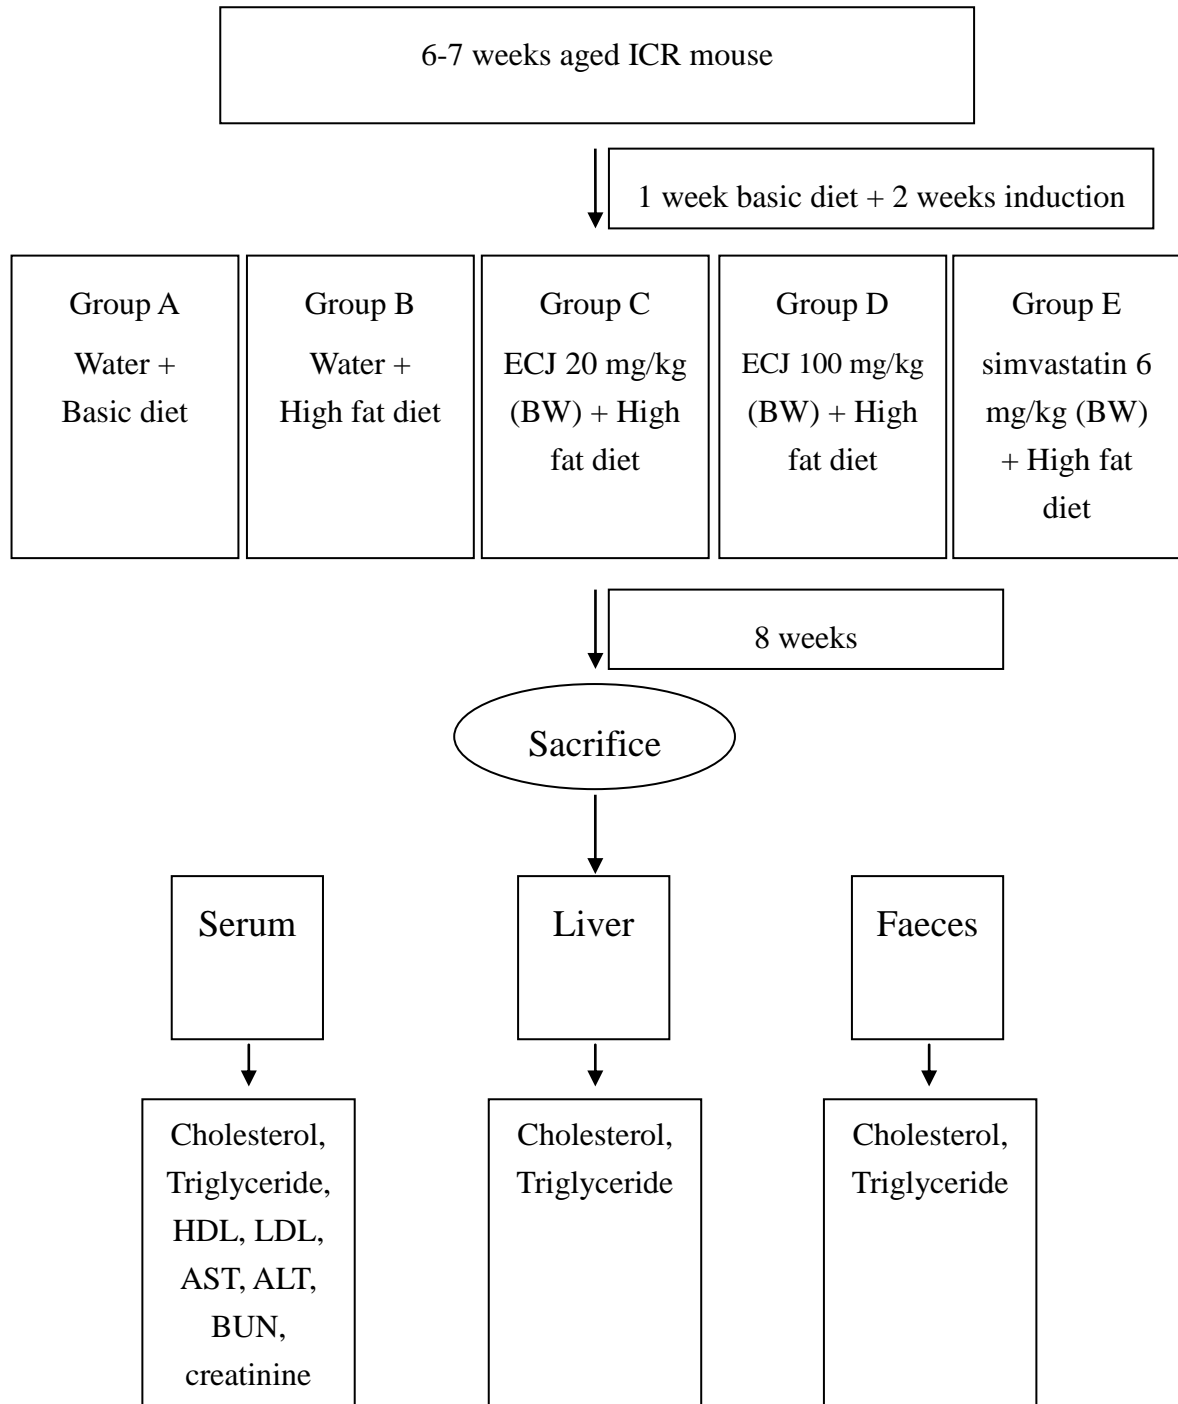 6-7 weeks aged ICR mouse
1 week basic diet + 2 weeks induction
Group A
Water +
Basic diet
Group B
Water +
High fat diet
Group C
ECJ 20 mg/kg
(BW) + High
fat diet
Group D
ECJ 100 mg/kg
(BW) + High
fat diet
Group E
simvastatin 6
mg/kg (BW)
+ High fat
diet
8 weeks
Sacrifice
Serum
Liver
Faeces
Cholesterol,
Triglyceride,
HDL, LDL,
AST, ALT,
BUN,
creatinine
Cholesterol,
Triglyceride
Cholesterol,
Triglyceride